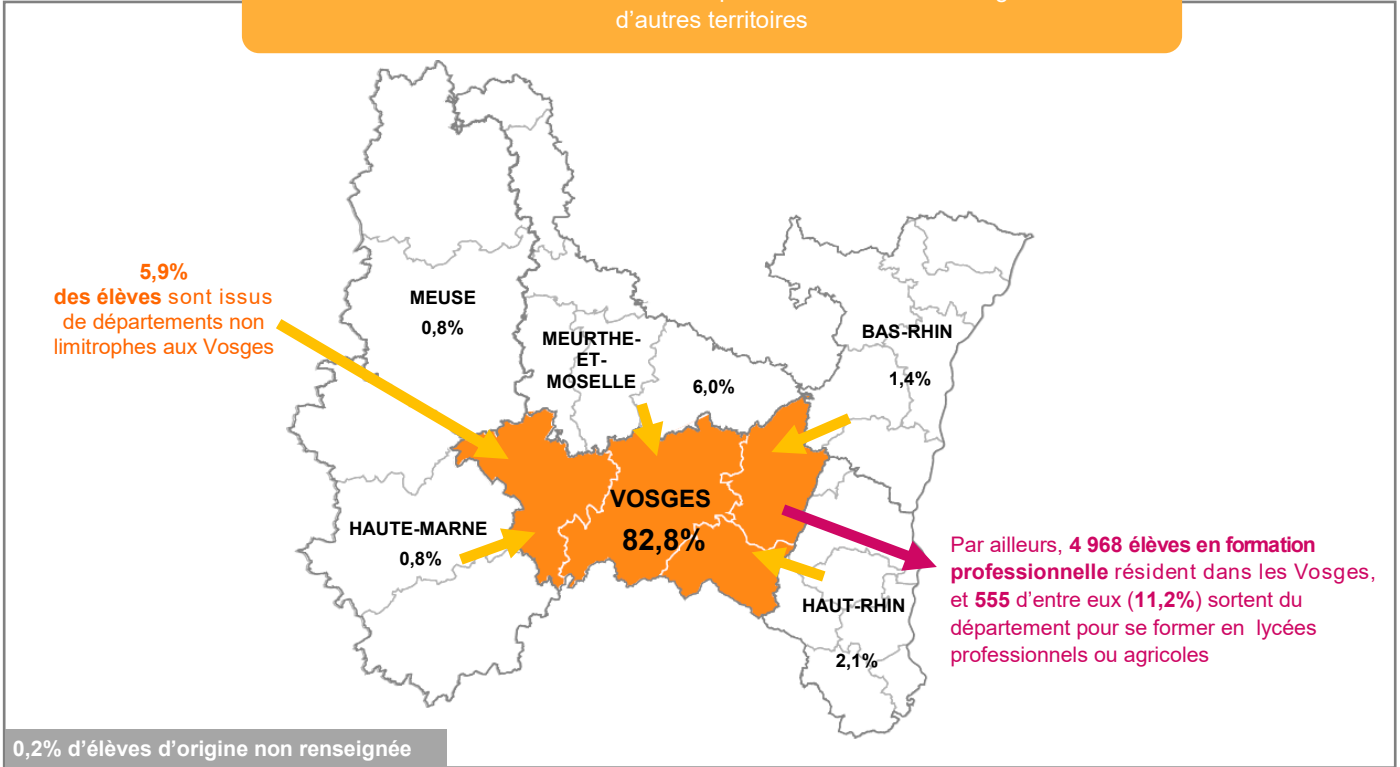 d’autres territoires
5,9%
des élèves sont issus
de départements non
limitrophes aux Vosges
MEUSE
0,8%
MEURTHE-
ET-
MOSELLE
6,0%
BAS-RHIN
1,4%
VOSGES
82,8%
HAUTE-MARNE
0,8%
HAUT-RHIN
2,1%
Par ailleurs, 4 968 élèves en formation
professionnelle résident dans les Vosges,
et 555 d’entre eux (11,2%) sortent du
département pour se former en lycées
professionnels ou agricoles
0,2% d’élèves d’origine non renseignée